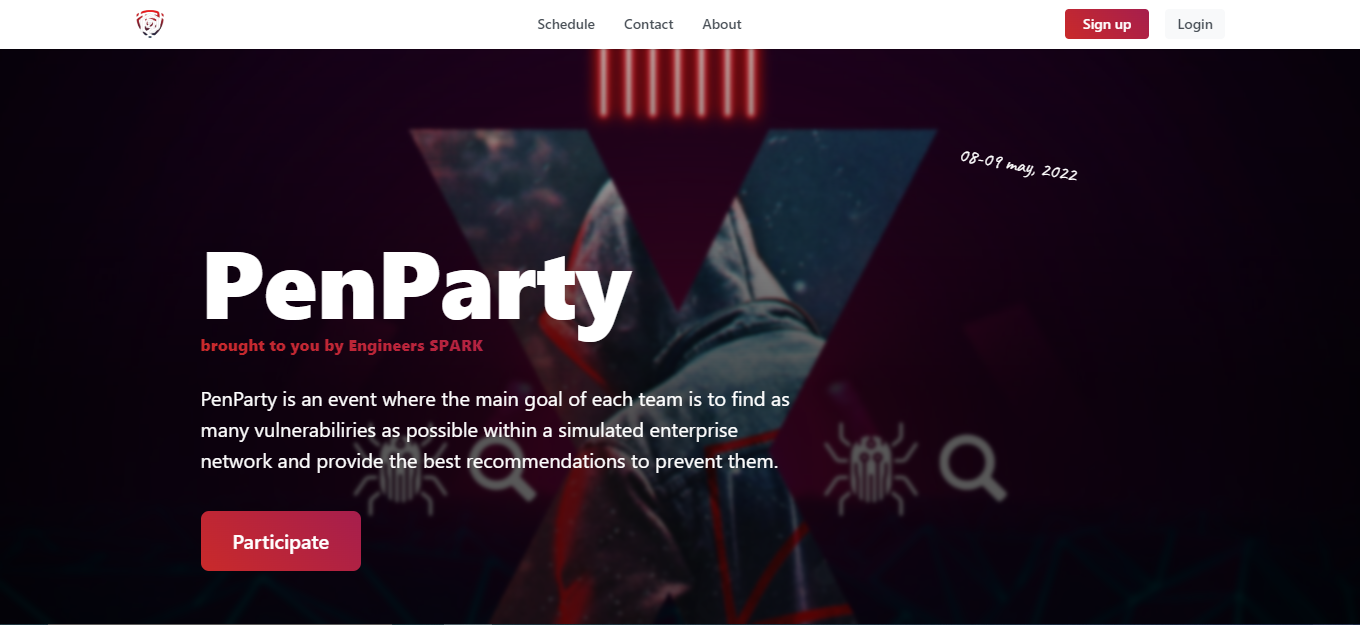 Schedule Contact About Sign up Login
08-09 may, 2022
PenParty
brought to you by Engineers SPARK
PenParty is an event where the main goal of each team is to find as
many vulnerabiliries as possible within a simulated enterprise
network and provide the best recommendations to prevent them.
Participate